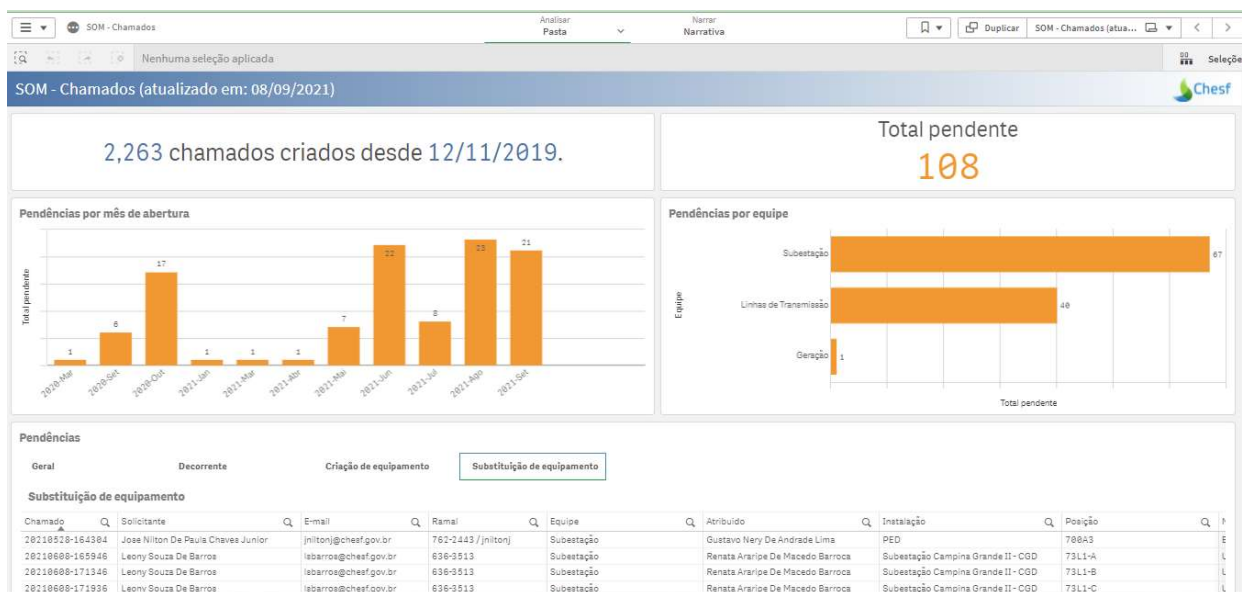 Analisar
Pasta
Narrar
Narrativa
SOM - Chamados
Duplicar
SOM - Chamados (atua...
Nenhuma seleção aplicada
Seleçõe
SOM - Chamados (atualizado em: 08/09/2021)
Chesf
2,263 chamados criados desde 12/11/2019.
Total pendente
108
Pendências por mês de abertura
Total pendente
1
6
17
1
1
1
7
22
8
23
21
2020-Mar
2020-Set
2020-Out
2021-Jan
2021-Mar
2021-Abr
2021-Mai
2021-Jun
2021-Jul
2021-Ago
2021-Set
Pendências por equipe
Equipe
Subestação 67
Linhas de Transmissão 40
Geração 1
Total pendente
Pendências
Geral Decorrente Criação de equipamento Substituição de equipamento
Substituição de equipamento
Chamado Solicitante E-mail Ramal Equipe Atribuído Instalação Posição
20210528-164304 Jose Nilton De Paula Chaves Junior jniltonj@chesf.gov.br 762-2443 / jniltonj Subestação Gustavo Nery De Andrade Lima PED 700A3
20210608-165946 Leony Souza De Barros lsbarros@chesf.gov.br 636-3513 Subestação Renata Araripe De Macedo Barroca Subestação Campina Grande II - CGD 73L1-A
20210608-171346 Leony Souza De Barros lsbarros@chesf.gov.br 636-3513 Subestação Renata Araripe De Macedo Barroca Subestação Campina Grande II - CGD 73L1-B
20210608-171936 Leony Souza De Barros lsbarros@chesf.gov.br 636-3513 Subestação Renata Araripe De Macedo Barroca Subestação Campina Grande II - CGD 73L1-C